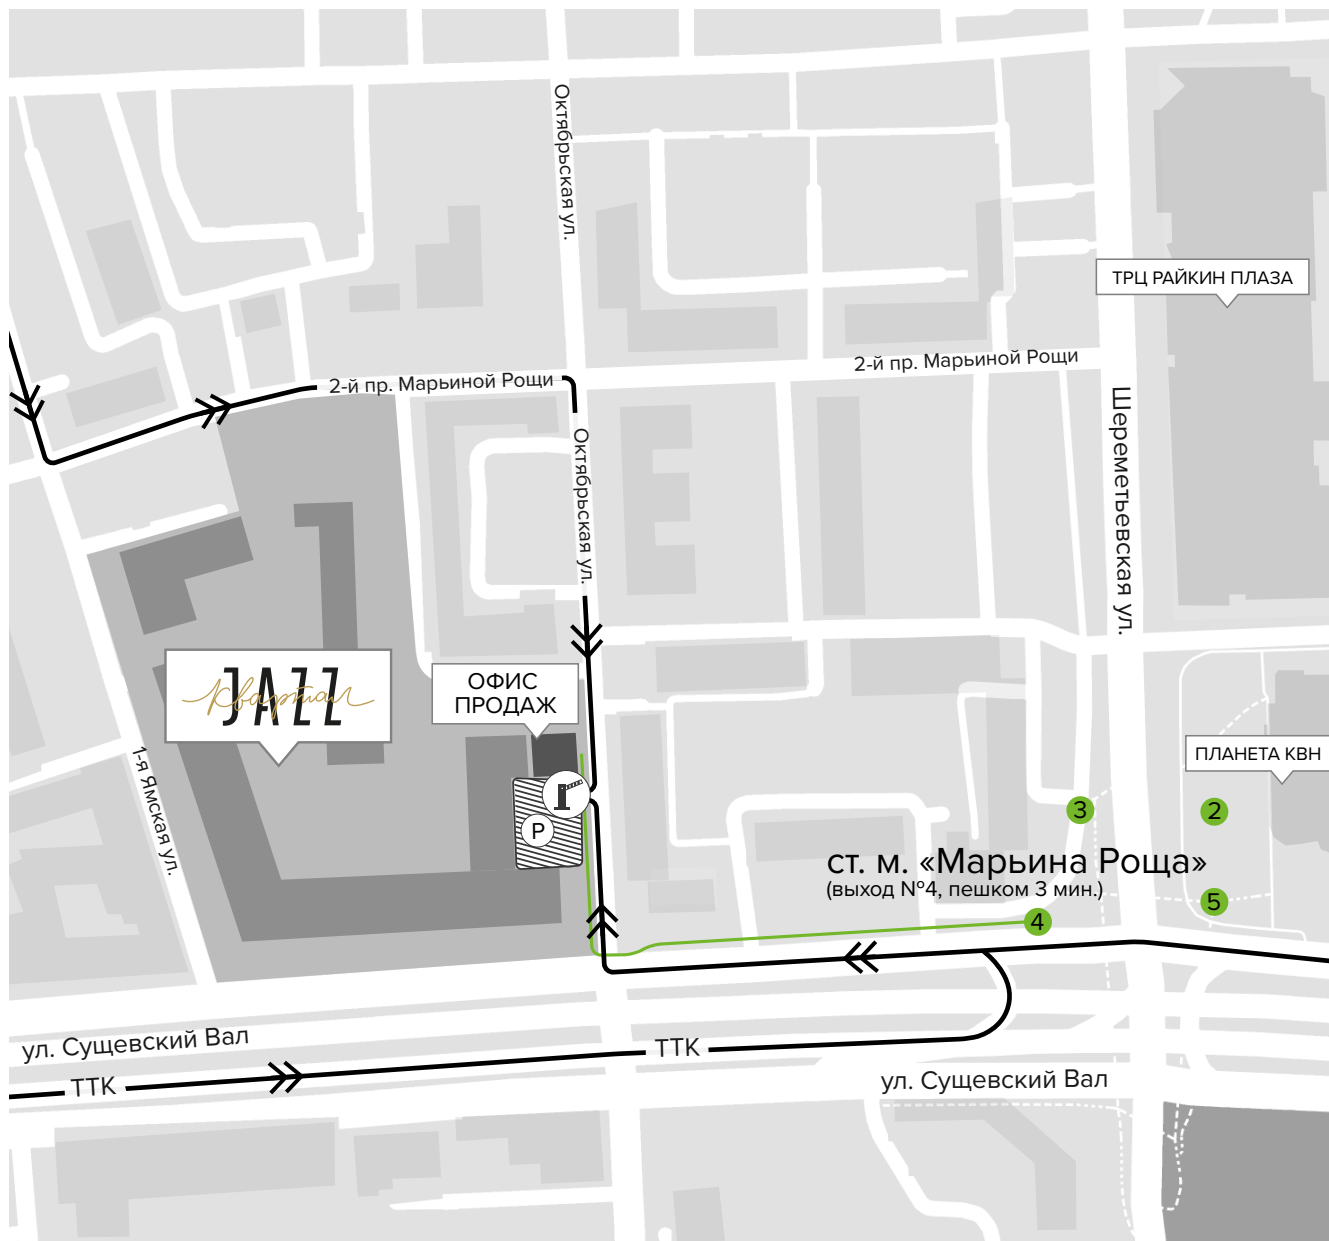 Октябрьская ул.
ТРЦ РАЙКИН ПЛАЗА
2-й пр. Марьиной Рощи
2-й пр. Марьиной Рощи
Шереметьевская ул.
Октябрьская ул.
квартал
JAZZ
ОФИС
ПРОДАЖ
ПЛАНЕТА КВН
1-я Ямская ул.
P
3
2
ст. м. «Марьина Роща»
(выход №4, пешком 3 мин.)
5
4
ул. Сущевский Вал
ТТК
ТТК
ул. Сущевский Вал